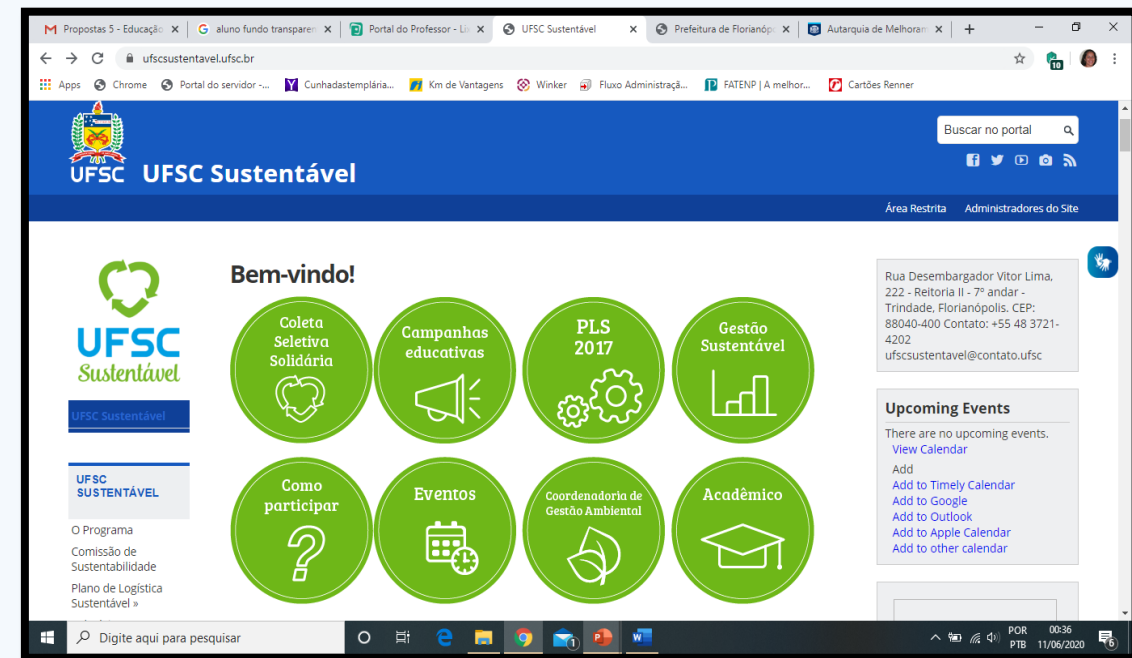 Propostas 5 - Educação
aluno fundo transparen
Portal do Professor - Lis
UFSC Sustentável
Prefeitura de Florianóp
Autarquia de Melhoram
ufscsustentavel.ufsc.br
10
Apps
Chrome
Portal do servidor -...
Cunhadastemplária...
Km de Vantagens
Winker
Fluxo Administraçã...
FATENP | A melhor...
Cartões Renner
UFSC
UFSC Sustentável
Buscar no portal
Área Restrita
Administradores do Site
UFSC
Sustentável
UFSC Sustentável
UFSC
SUSTENTÁVEL
O Programa
Comissão de
Sustentabilidade
Plano de Logística
Sustentável »
Bem-vindo!
Coleta
Seletiva
Solidária
Campanhas
educativas
PLS
2017
Gestão
Sustentável
Como
participar
Eventos
Coordenadoria de
Gestão Ambiental
Acadêmico
Rua Desembargador Vitor Lima,
222 - Reitoria II - 7º andar -
Trindade, Florianópolis. CEP:
88040-400 Contato: +55 48 3721-
4202
ufscsustentavel@contato.ufsc
Upcoming Events
There are no upcoming events.
View Calendar
Add
Add to Timely Calendar
Add to Google
Add to Outlook
Add to Apple Calendar
Add to other calendar
Digite aqui para pesquisar
1
POR
PTB
00:36
11/06/2020
6